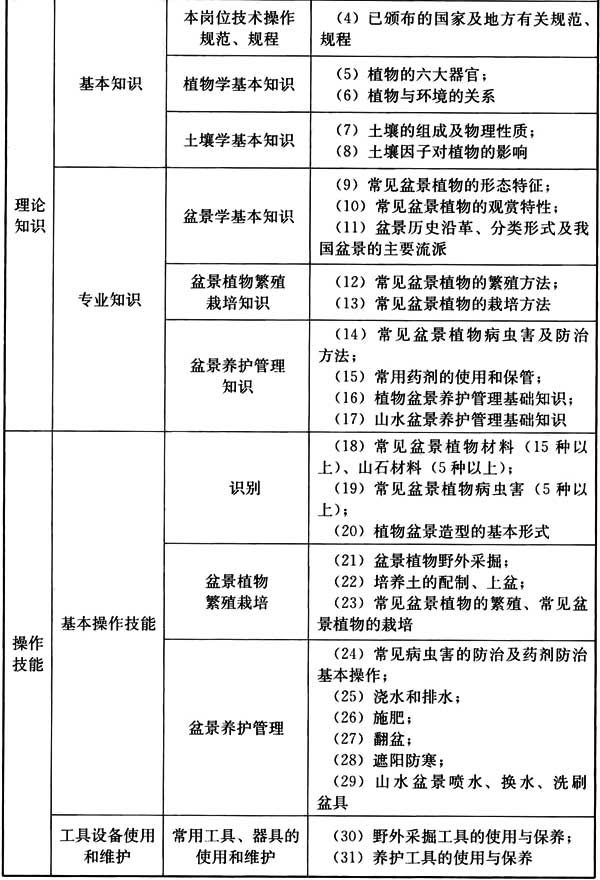 本岗位技术操作
规范、规程
(4) 已颁布的国家及地方有关规范、
规程
基本知识
植物学基本知识
(5) 植物的六大器官；
(6) 植物与环境的关系
土壤学基本知识
(7) 土壤的组成及物理性质；
(8) 土壤因子对植物的影响
理论
知识
专业知识
盆景学基本知识
(9) 常见盆景植物的形态特征；
(10) 常见盆景植物的观赏特性；
(11) 盆景历史沿革、分类形式及我
国盆景的主要流派
盆景植物繁殖
栽培知识
(12) 常见盆景植物的繁殖方法；
(13) 常见盆景植物的栽培方法
盆景养护管理
知识
(14) 常见盆景植物病虫害及防治
方法；
(15) 常用药剂的使用和保管；
(16) 植物盆景养护管理基础知识；
(17) 山水盆景养护管理基础知识
操作
技能
基本操作技能
识别
(18) 常见盆景植物材料（15 种以
上）、山石材料（5 种以上）；
(19) 常见盆景植物病虫害（5 种以
上）；
(20) 植物盆景造型的基本形式
盆景植物
繁殖栽培
(21) 盆景植物野外采掘；
(22) 培养土的配制、上盆；
(23) 常见盆景植物的繁殖、常见盆
景植物的栽培
盆景养护管理
(24) 常见病虫害的防治及药剂防治
基本操作；
(25) 浇水和排水；
(26) 施肥；
(27) 翻盆；
(28) 遮阳防寒；
(29) 山水盆景喷水、换水、洗刷
盆具
工具设备使用
和维护
常用工具、器具的
使用和维护
(30) 野外采掘工具的使用与保养；
(31) 养护工具的使用与保养